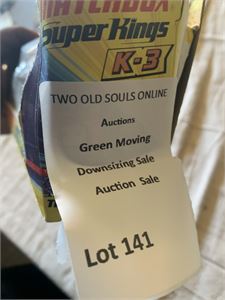 MATCHBOX
Super Kings
K-3
TWO OLD SOULS ONLINE
Auctions
Green Moving
Downsizing Sale
Auction Sale
Lot 141